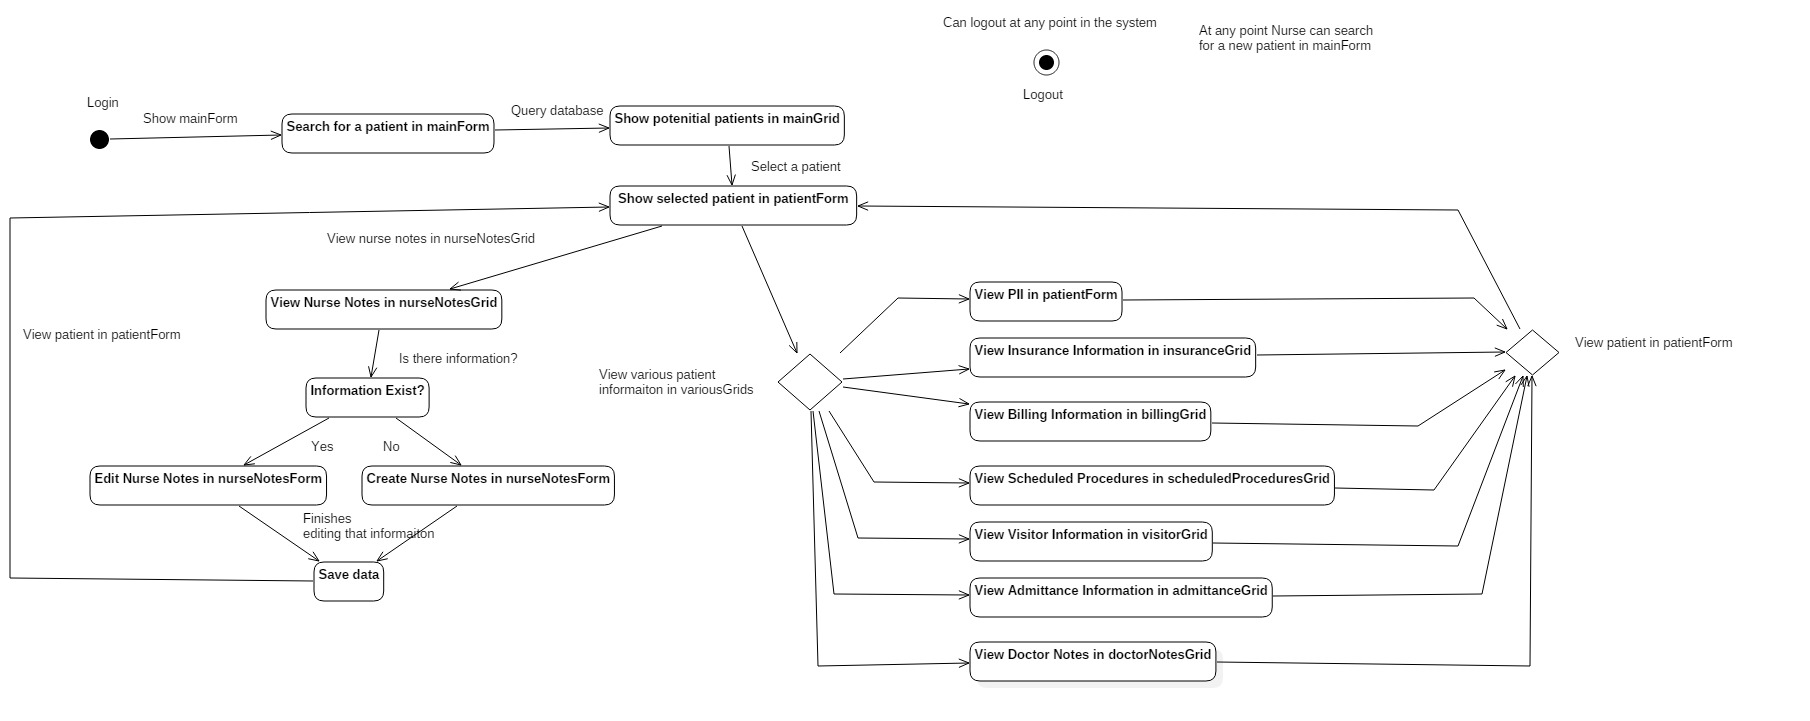 Can logout at any point in the system
At any point Nurse can search
for a new patient in mainForm
Logout
Login
Show mainForm
Search for a patient in mainForm
Query database
Show potenitial patients in mainGrid
Select a patient
Show selected patient in patientForm
View nurse notes in nurseNotesGrid
View Nurse Notes in nurseNotesGrid
View patient in patientForm
Is there information?
Information Exist?
Yes
No
Edit Nurse Notes in nurseNotesForm
Create Nurse Notes in nurseNotesForm
Finishes
editing that informaiton
Save data
View various patient
informaiton in variousGrids
View PII in patientForm
View Insurance Information in insuranceGrid
View Billing Information in billingGrid
View Scheduled Procedures in scheduledProceduresGrid
View Visitor Information in visitorGrid
View Admittance Information in admittanceGrid
View Doctor Notes in doctorNotesGrid
View patient in patientForm